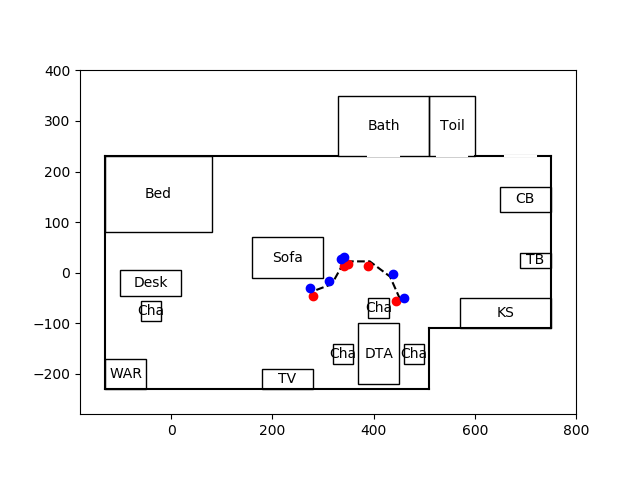 400
300
200
100
0
−100
−200
0 200 400 600 800
Bath Toil
Bed
CB
Sofa
TB
Desk
Cha
Cha
KS
Cha DTA Cha
WAR
TV